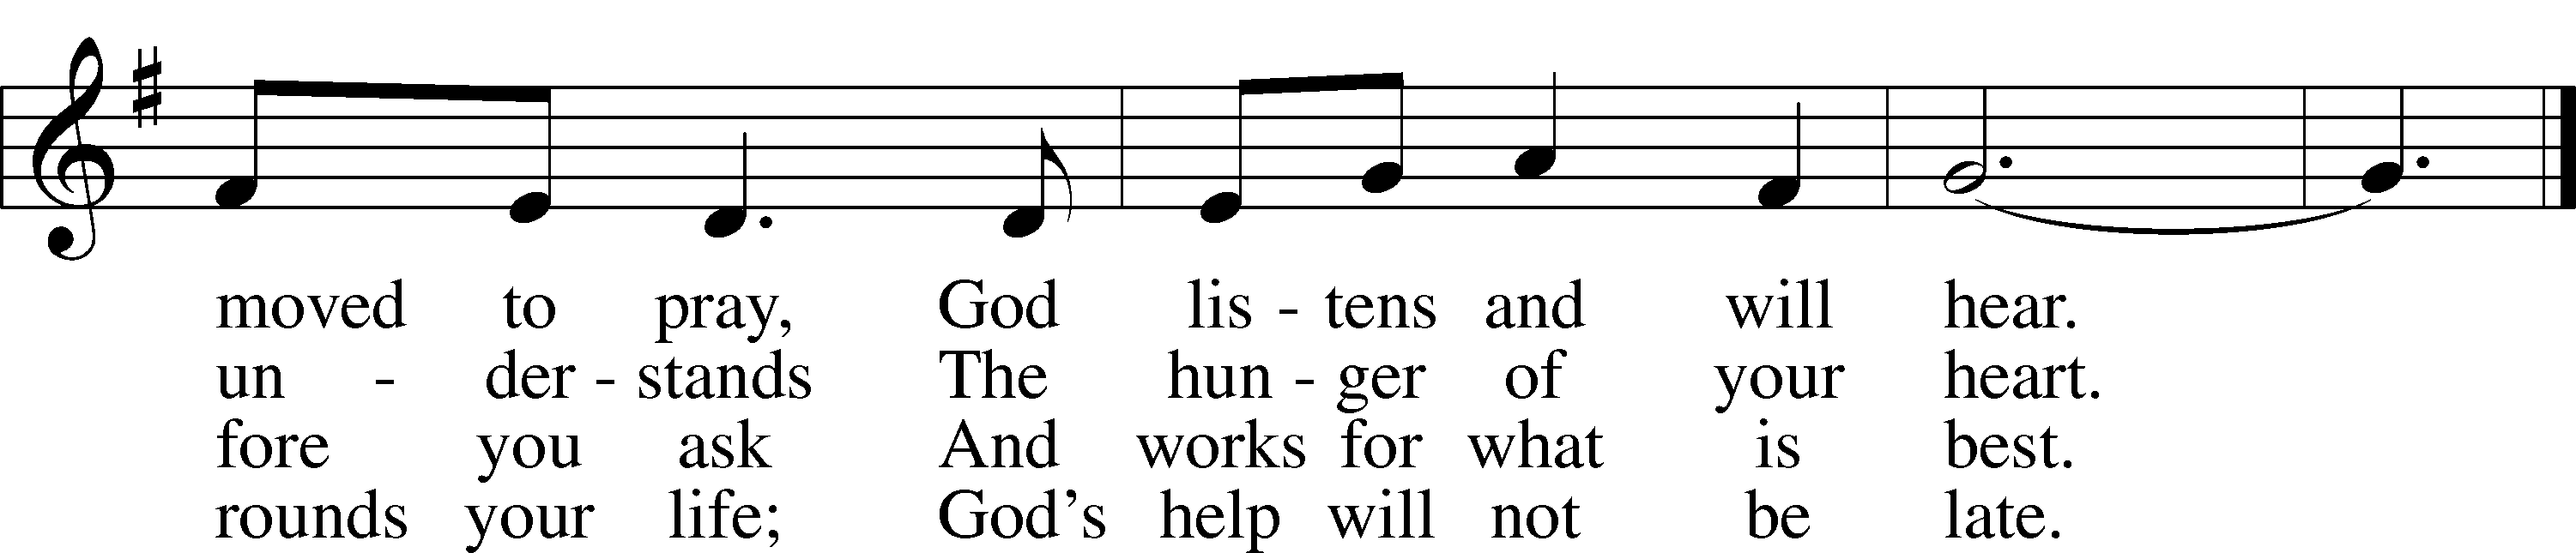 moved to pray, God lis - tens and will hear.
un - der - stands The hun - ger of your heart.
fore you ask And works for what is best.
rounds your life; God’s help will not be late.